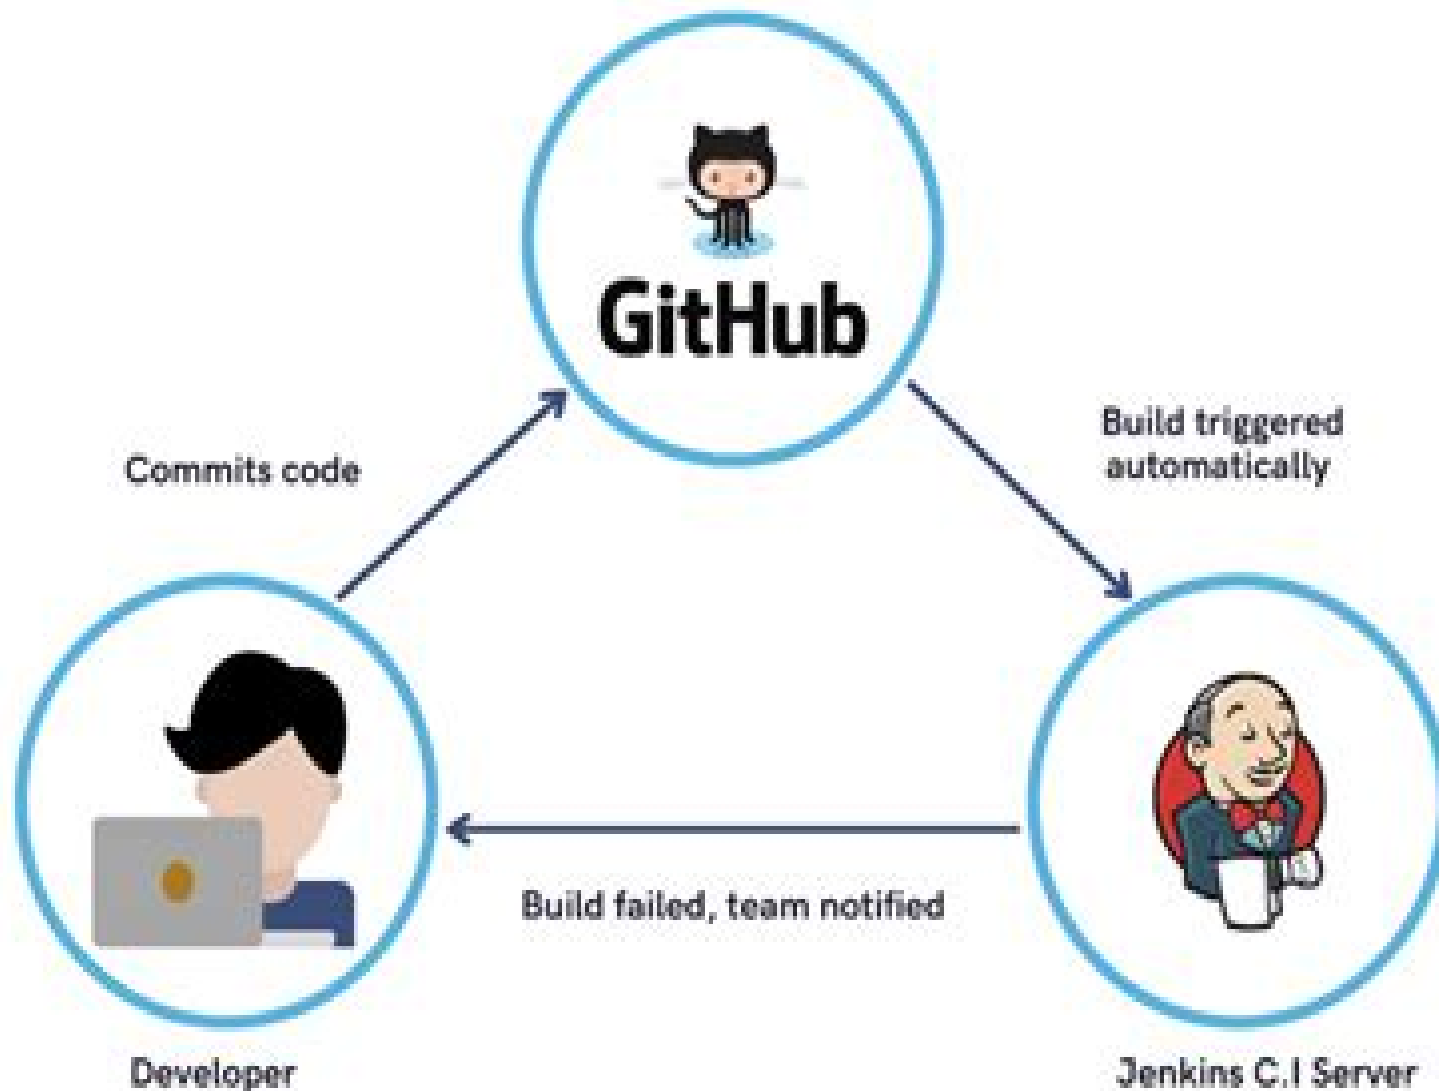 GitHub
Commits code
Build triggered
automatically
Build failed, team notified
Developer
Jenkins C.I Server